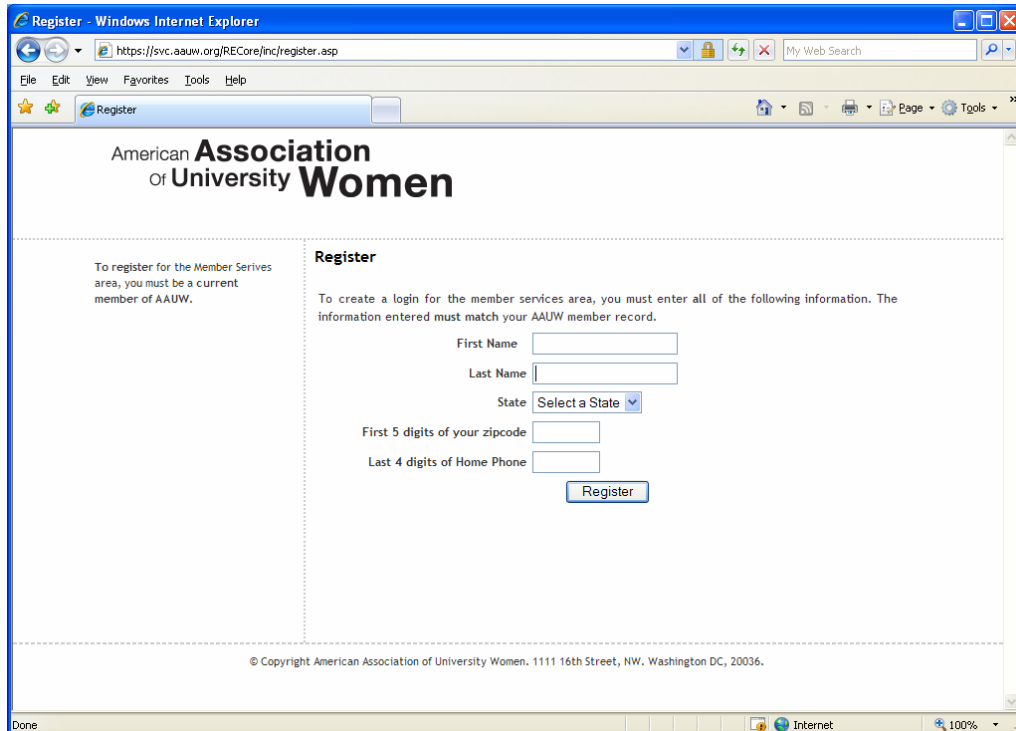 Register - Windows Internet Explorer
https://svc.aauw.org/RECore/inc/register.asp
My Web Search
File Edit View Favorites Tools Help
Register
Page
Tools
»
American Association
Of University Women
To register for the Member Serives
area, you must be a current
member of AAUW.
Register
To create a login for the member services area, you must enter all of the following information. The
information entered must match your AAUW member record.
First Name
Last Name
State Select a State
First 5 digits of your zipcode
Last 4 digits of Home Phone
Register
© Copyright American Association of University Women. 1111 16th Street, NW. Washington DC, 20036.
Done
Internet
100%